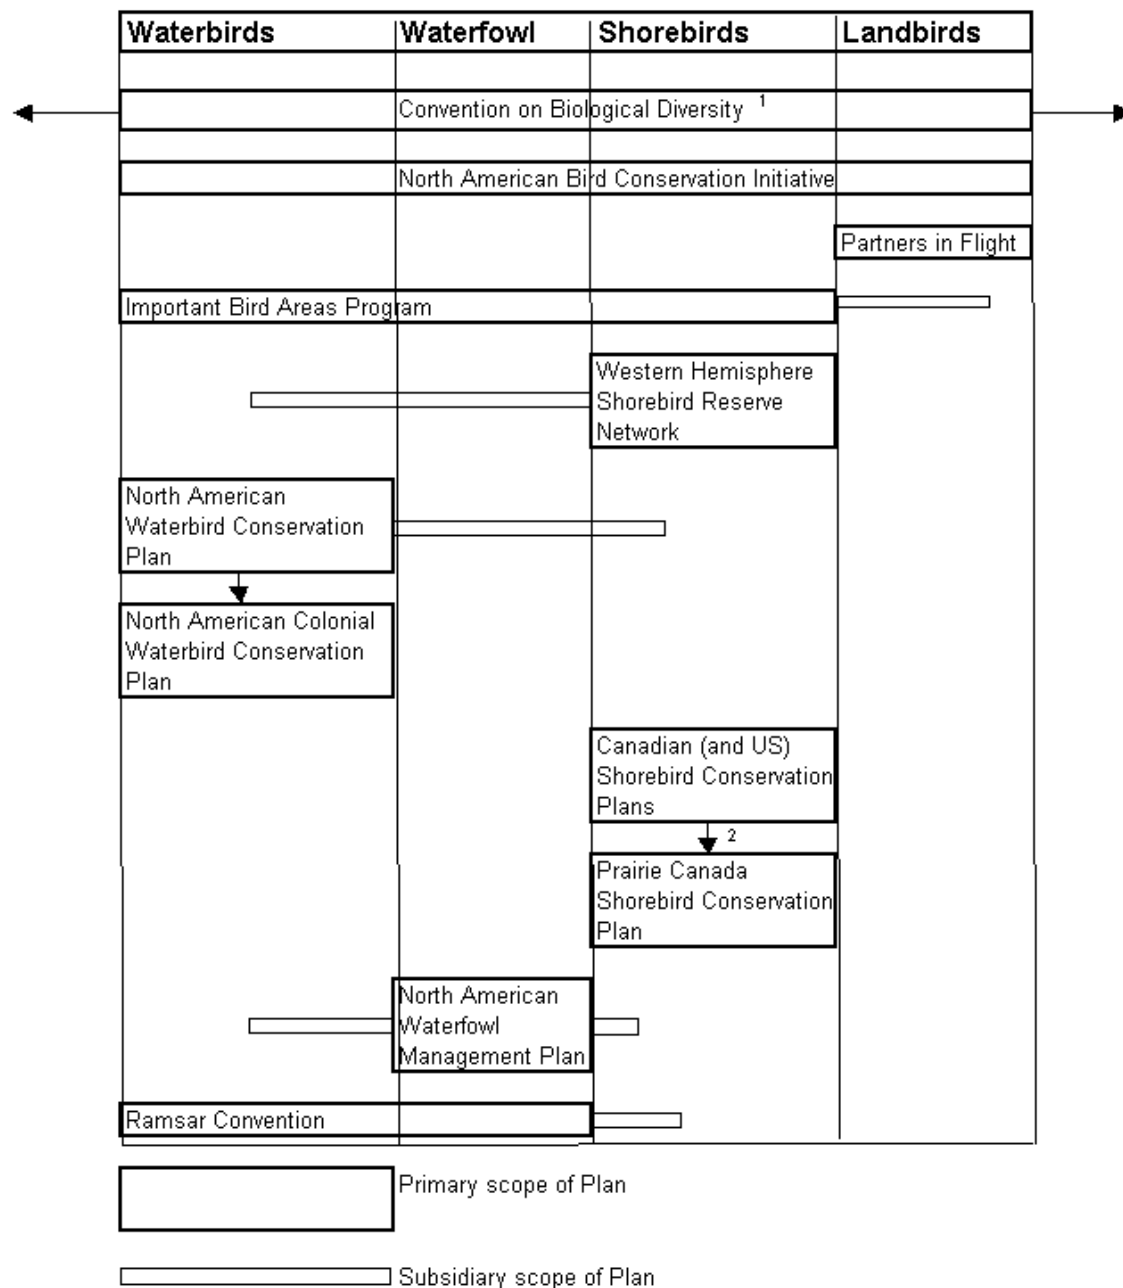 Waterbirds Waterfowl Shorebirds Landbirds
Convention on Biological Diversity 1
North American Bird Conservation Initiative
Partners in Flight
Important Bird Areas Program
Western Hemisphere
Shorebird Reserve
Network
North American
Waterbird Conservation
Plan
North American Colonial
Waterbird Conservation
Plan
Canadian (and US)
Shorebird Conservation
Plans
2
Prairie Canada
Shorebird Conservation
Plan
North American
Waterfowl
Management Plan
Ramsar Convention
Primary scope of Plan
Subsidiary scope of Plan